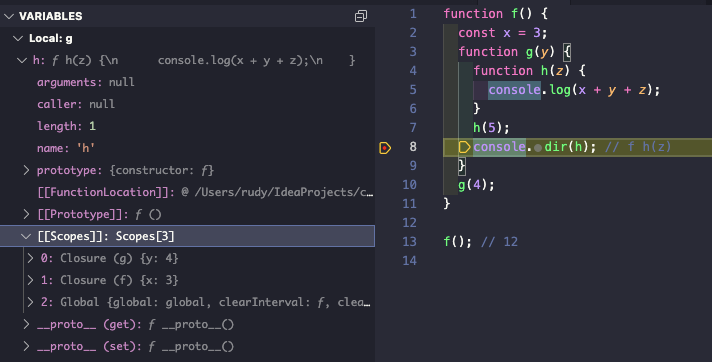 VARIABLES
Local: g
h: ƒ h(z) {\n      console.log(x + y + z);\n    }
arguments: null
caller: null
length: 1
name: 'h'
prototype: {constructor: ƒ}
[[FunctionLocation]]: @ /Users/rudy/IdeaProjects/c…
[[Prototype]]: ƒ ()
[[Scopes]]: Scopes[3]
0: Closure (g) {y: 4}
1: Closure (f) {x: 3}
2: Global {global: global, clearInterval: ƒ, clea…
__proto__ (get): ƒ __proto__()
__proto__ (set): ƒ __proto__()
1 function f() {
2   const x = 3;
3   function g(y) {
4     function h(z) {
5       console.log(x + y + z);
6     }
7     h(5);
8     console.dir(h); // f h(z)
9   }
10   g(4);
11 }
12
13 f(); // 12
14